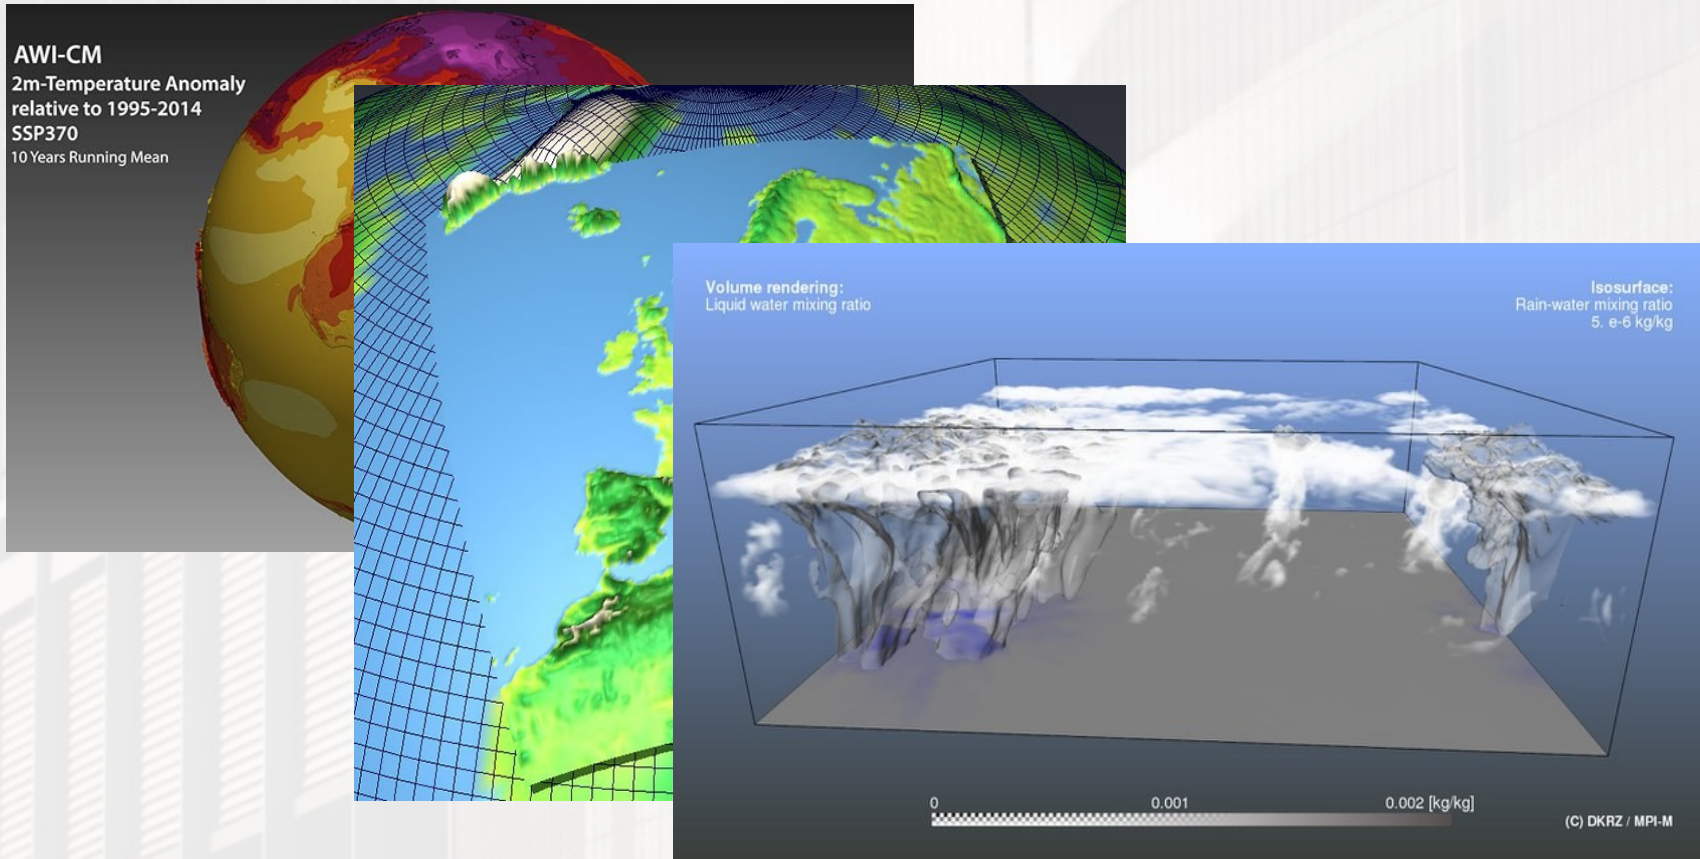 AWI-CM
2m-Temperature Anomaly
relative to 1995-2014
SSP370
10 Years Running Mean
Volume rendering:
Liquid water mixing ratio
Isosurface:
Rain-water mixing ratio
5. e-6 kg/kg
0 0.001 0.002 [kg/kg]
(C) DKRZ / MPI-M